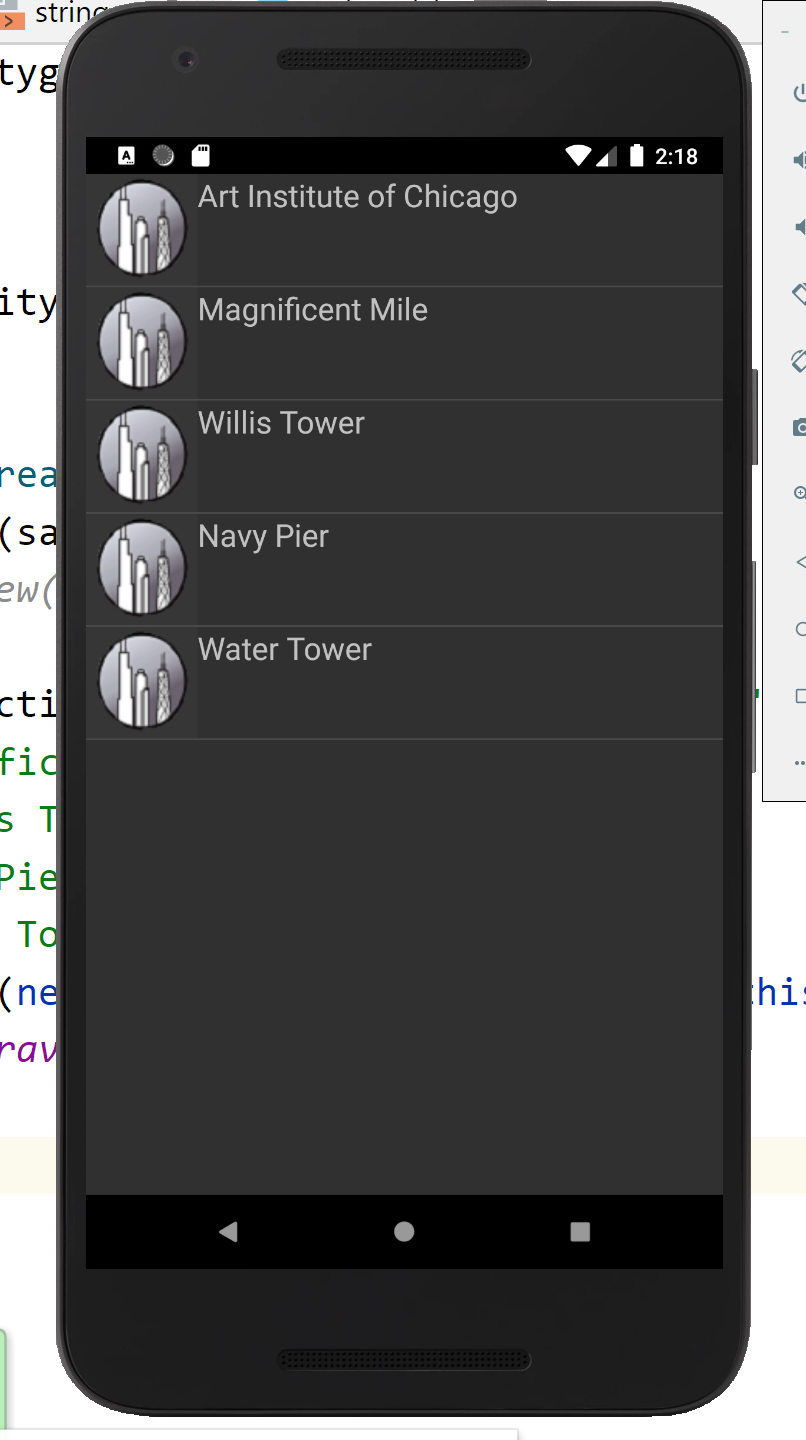 string
tyg
2:18
Art Institute of Chicago
Magnificent Mile
ity
Willis Tower
rea
(sa
Navy Pier
ew(
Water Tower
cti
fic
s T
Pie
To
(ne
this
rav